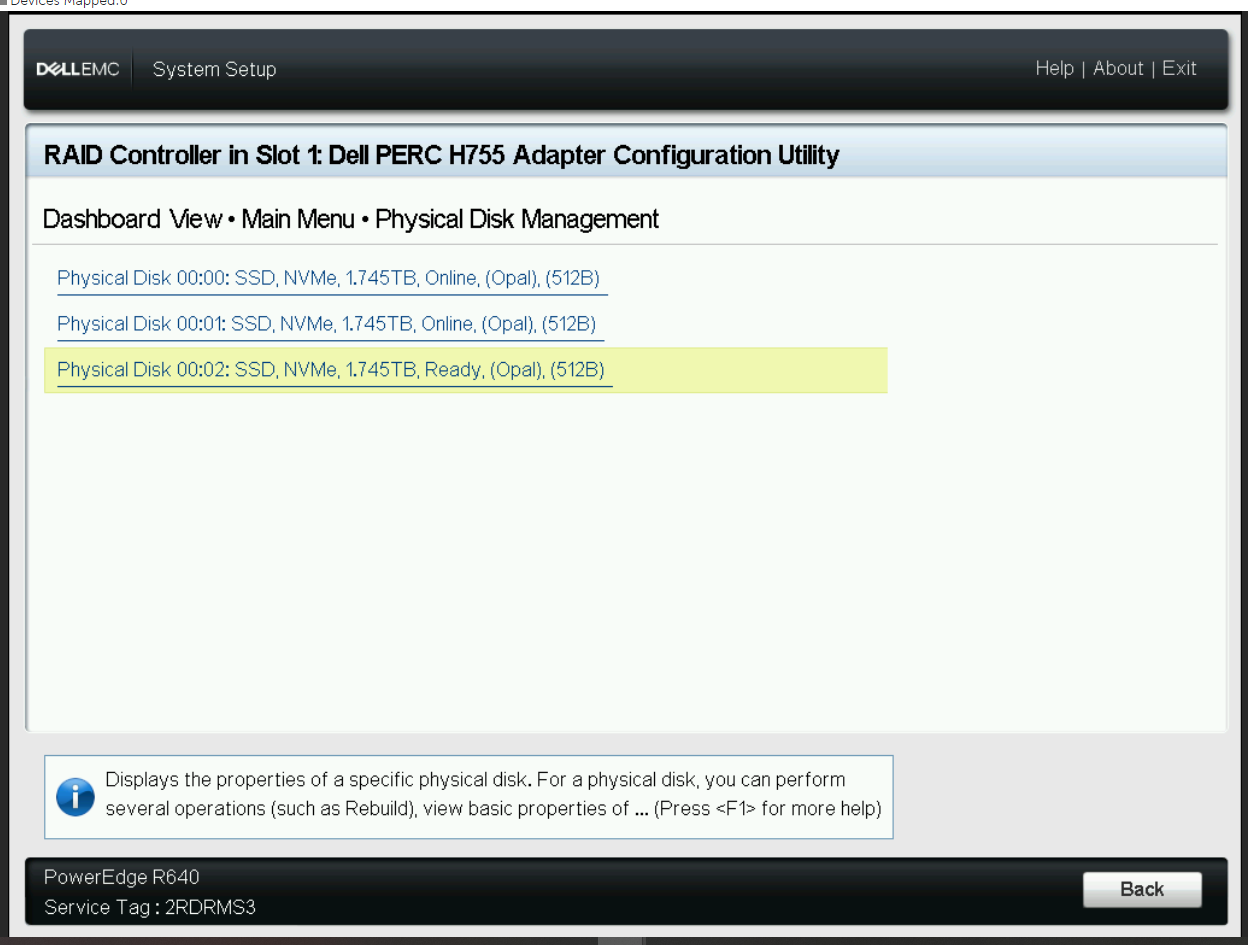 Devices Mapped:0
DELLEMC System Setup
Help | About | Exit
RAID Controller in Slot 1: Dell PERC H755 Adapter Configuration Utility
Dashboard View • Main Menu • Physical Disk Management
Physical Disk 00:00: SSD, NVMe, 1.745TB, Online, (Opal), (512B)
Physical Disk 00:01: SSD, NVMe, 1.745TB, Online, (Opal), (512B)
Physical Disk 00:02: SSD, NVMe, 1.745TB, Ready, (Opal), (512B)
Displays the properties of a specific physical disk. For a physical disk, you can perform
several operations (such as Rebuild), view basic properties of ... (Press <F1> for more help)
PowerEdge R640
Service Tag : 2RDRMS3
Back